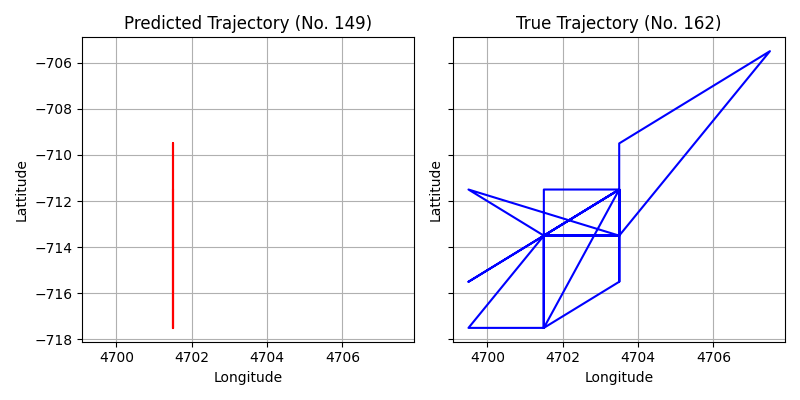 Predicted Trajectory (No. 149)
True Trajectory (No. 162)
Lattitude
−706
−708
−710
−712
−714
−716
−718
4700
4702
4704
4706
Longitude
Lattitude
4700
4702
4704
4706
Longitude